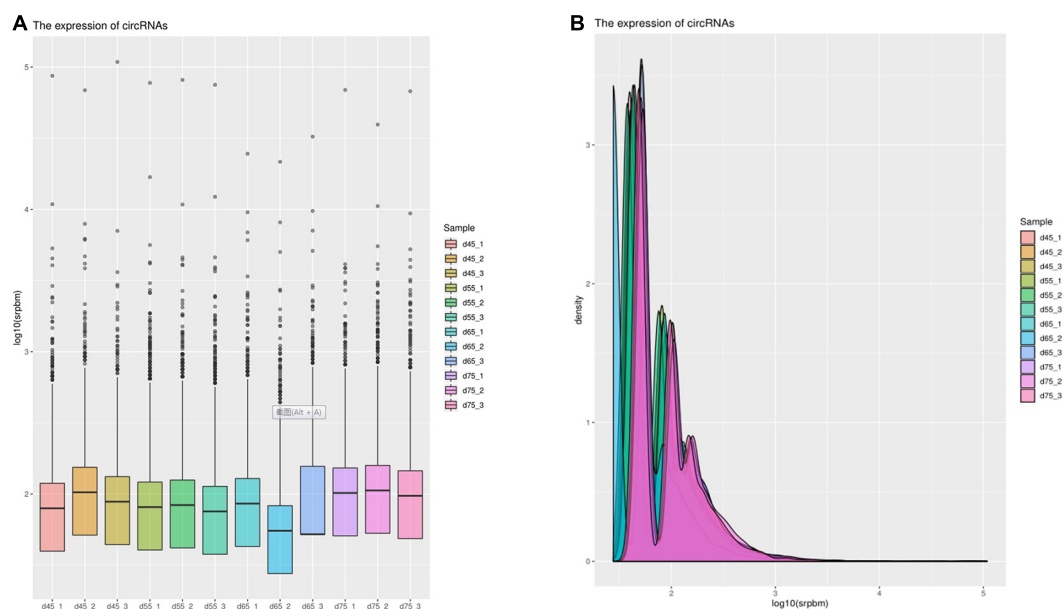 A
The expression of circRNAs
5
4
3
2
log10(srpbm)
d45_1 d45_2 d45_3 d55_1 d55_2 d55_3 d65_1 d65_2 d65_3 d75_1 d75_2 d75_3
截图(Alt + A)
Sample
d45_1
d45_2
d45_3
d55_1
d55_2
d55_3
d65_1
d65_2
d65_3
d75_1
d75_2
d75_3
B
The expression of circRNAs
3
2
1
0
density
2 3 4 5
log10(srpbm)
Sample
d45_1
d45_2
d45_3
d55_1
d55_2
d55_3
d65_1
d65_2
d65_3
d75_1
d75_2
d75_3